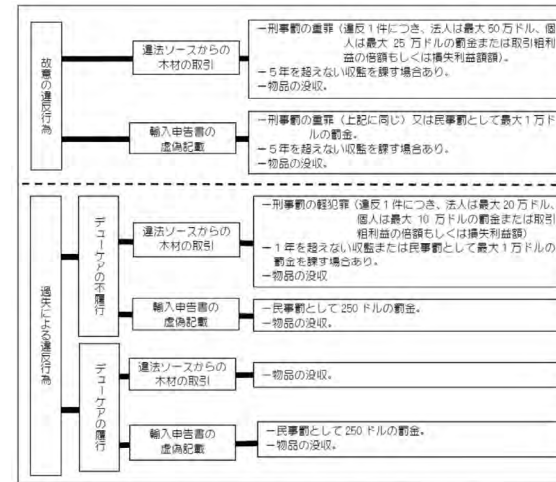 故意の違反行為
違法ソースからの
木材の取引
－刑事罰の重罪（違反１件につき、法人は最大50万ドル、個
人は最大 25 万ドルの罰金または取引粗利
益の倍額もしくは損失利益額額）。
－５年を超えない収監を課す場合あり。
－物品の没収。
輸入申告書の
虚偽記載
－刑事罰の重罪（上記に同じ）又は民事罰として最大１万ド
ルの罰金。
－５年を超えない収監を課す場合あり。
－物品の没収。
過失による違反行為
デューケアの不履行
違法ソースからの
木材の取引
－刑事罰の軽犯罪（違反１件につき、法人は最大20万ドル、
個人は最大 10 万ドルの罰金または取引
粗利益の倍額もしくは損失利益額）
－１年を超えない収監または民事罰として最大１万ドルの
罰金を課す場合あり。
－物品の没収
輸入申告書の
虚偽記載
－民事罰として250ドルの罰金。
－物品の没収。
デューケアの履行
違法ソースからの
木材の取引
－物品の没収。
輸入申告書の
虚偽記載
－民事罰として250ドルの罰金。
－物品の没収。